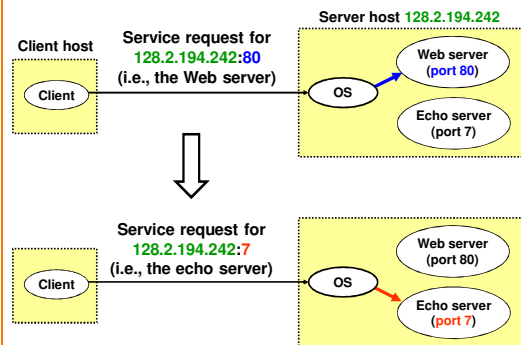 Server host 128.2.194.242
Client host
Service request for
128.2.194.242:80
(i.e., the Web server)
Client
OS
Web server
(port 80)
Echo server
(port 7)
Service request for
128.2.194.242:7
(i.e., the echo server)
Client
OS
Web server
(port 80)
Echo server
(port 7)